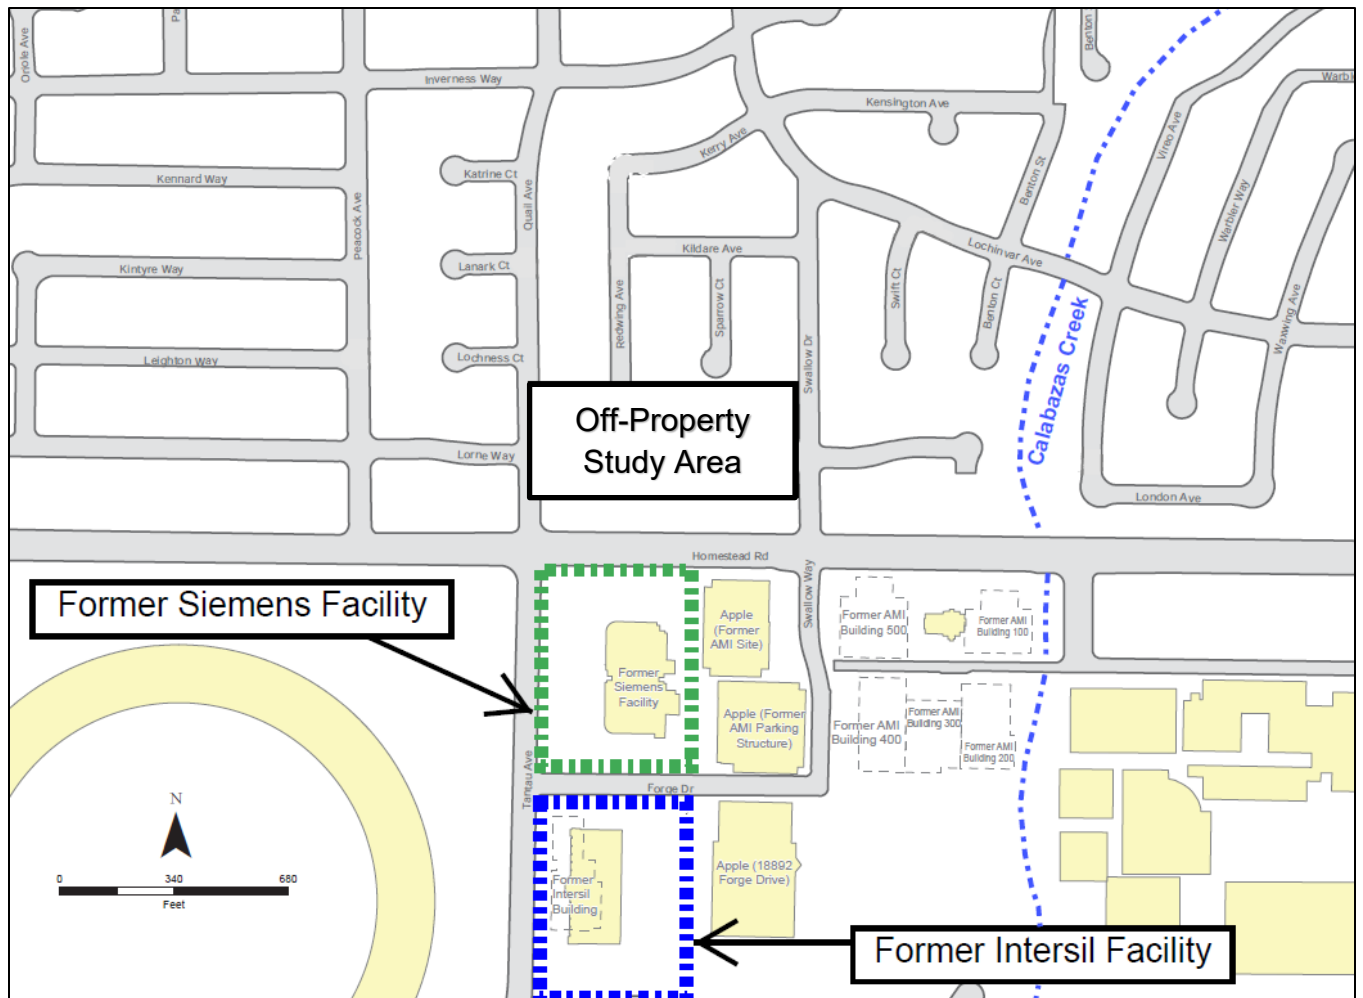 Oriole Ave
Pa
Benton
Inverness Way
Warbl
Kensington Ave
Vireo Ave
Kerry Ave
Katrine Ct
Kennard Way
Benton St
Quail Ave
Peacock Ave
Warbler Way
Kildare Ave
Lochinvar Ave
Kintyre Way
Lanark Ct
Swift Ct
Benton Ct
Sparrow Ct
Redwing Ave
Waxwing Ave
Calabazas Creek
Leighton Way
Lochness Ct
Swallow Dr
Off-Property
Study Area
Lorne Way
London Ave
Homestead Rd
Swallow Way
Former Siemens Facility
Apple
(Former
AMI Site)
Former AMI
Building 500
Former AMI
Building 100
Former
Siemens
Facility
Apple (Former
AMI Parking
Structure)
Former AMI
Building 400
Former AMI
Building 300
Former AMI
Building 200
Tantau Ave
Forge Dr
N
0
340
680
Feet
Former
Intersil
Building
Apple (18892
Forge Drive)
Former Intersil Facility